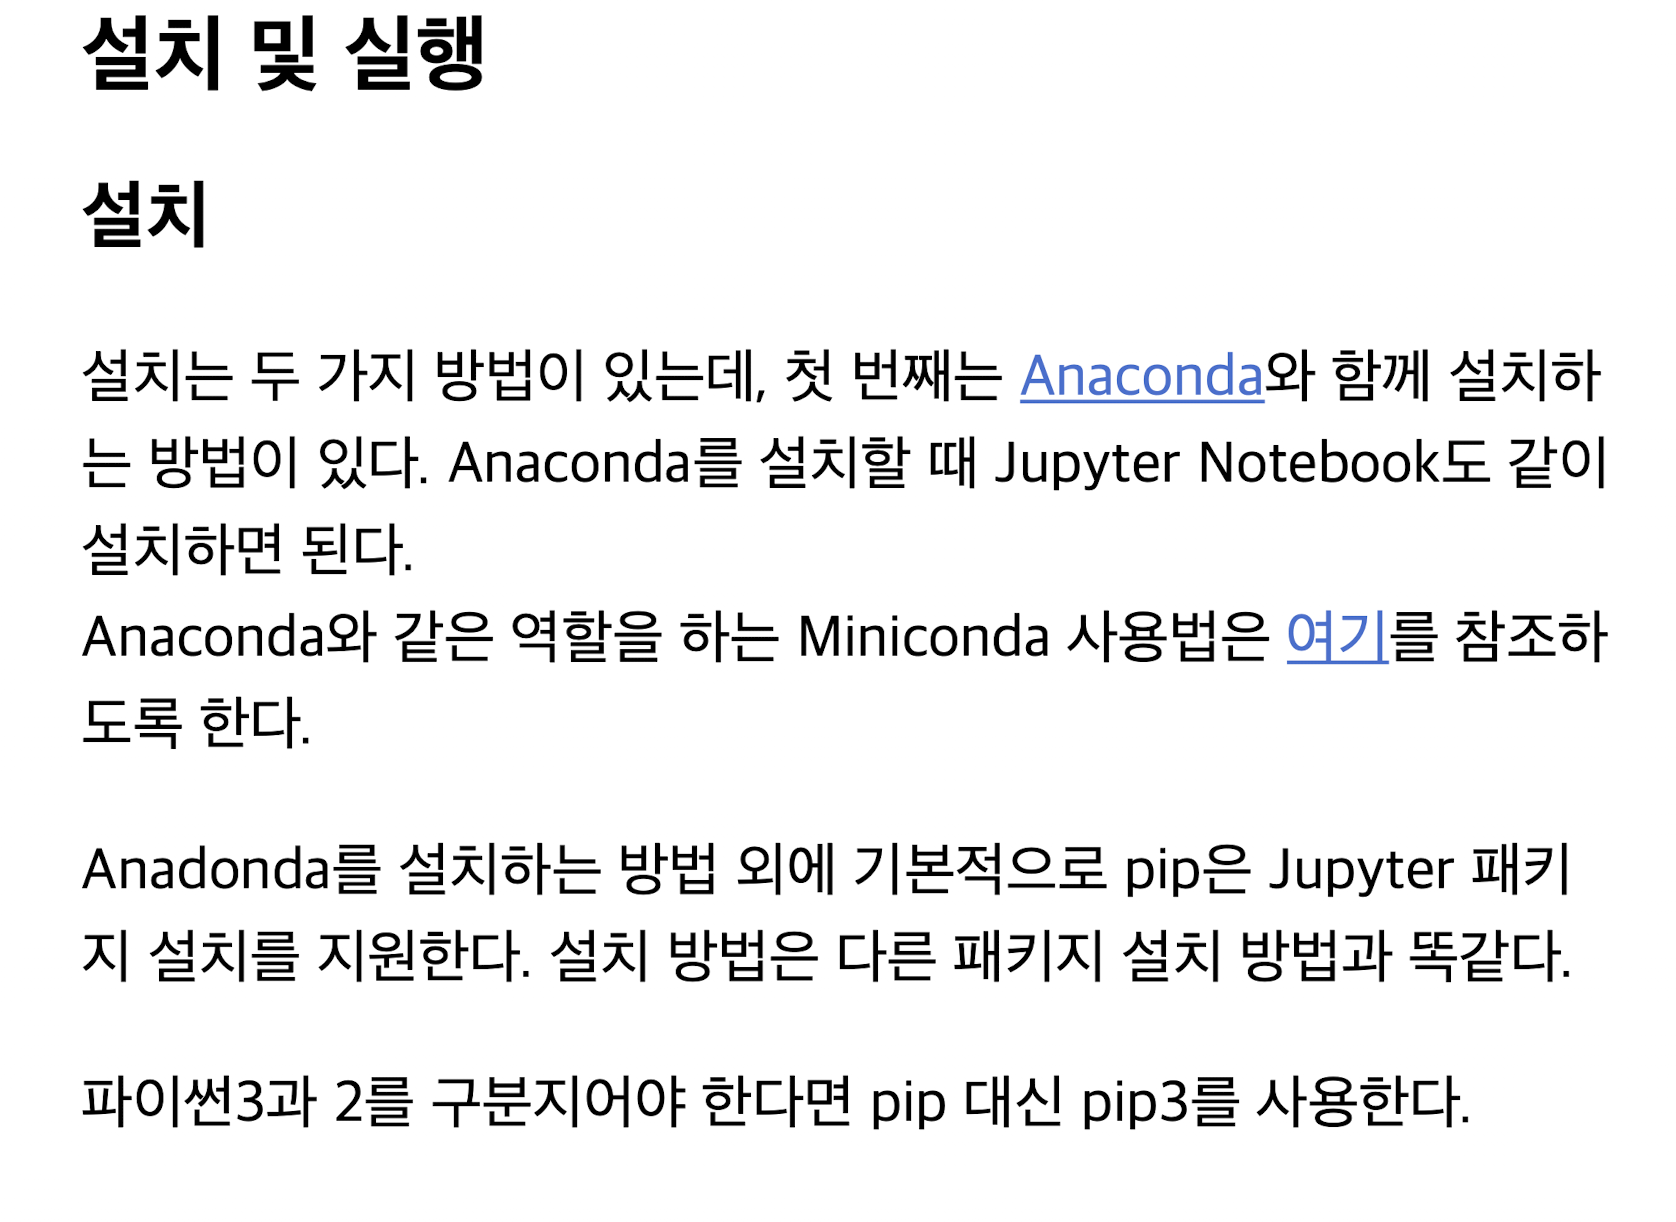 설치 및 실행
설치
설치는 두 가지 방법이 있는데, 첫 번째는 Anaconda와 함께 설치하
는 방법이 있다. Anaconda를 설치할 때 Jupyter Notebook도 같이
설치하면 된다.
Anaconda와 같은 역할을 하는 Miniconda 사용법은 여기를 참조하
도록 한다.
Anadonda를 설치하는 방법 외에 기본적으로 pip은 Jupyter 패키
지 설치를 지원한다. 설치 방법은 다른 패키지 설치 방법과 똑같다.
파이썬3과 2를 구분지어야 한다면 pip 대신 pip3를 사용한다.